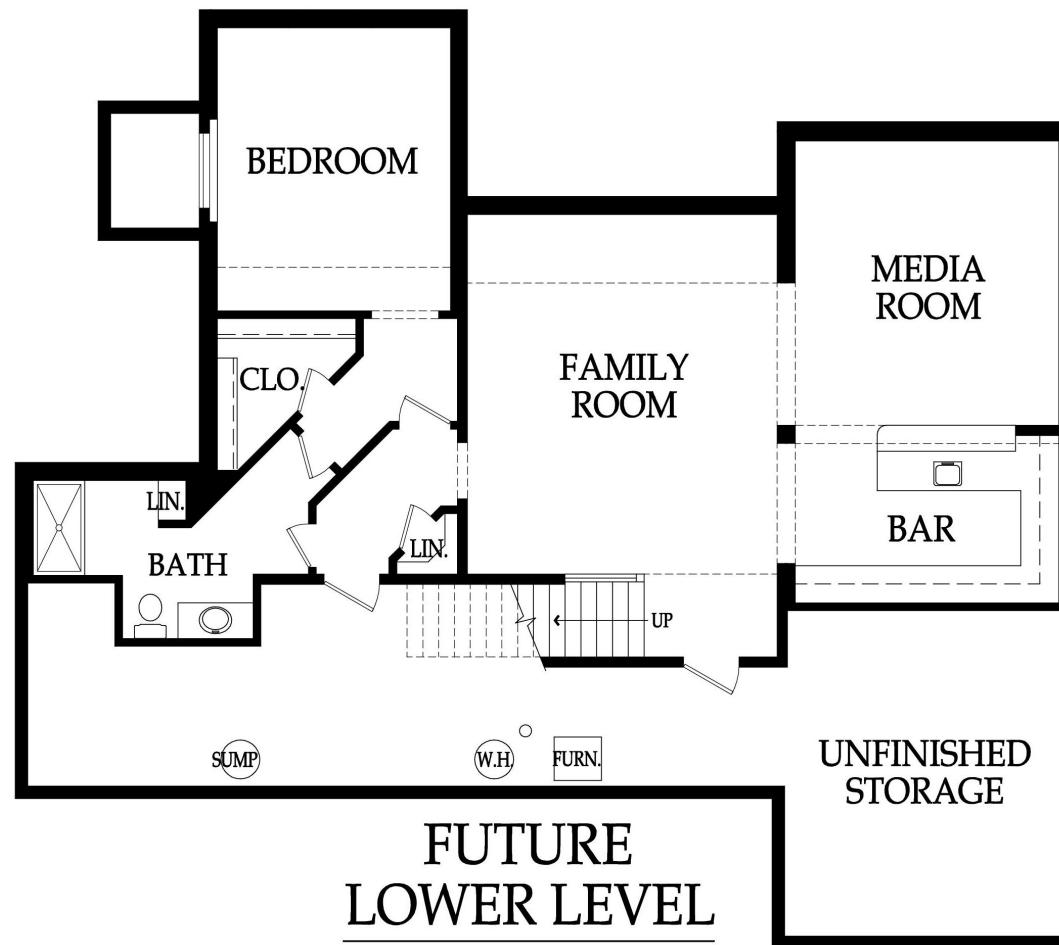 BEDROOM
MEDIA
ROOM
FAMILY
ROOM
CLO.
LIN.
BAR
LIN.
BATH
UP
SUMP
W.H.
FURN.
UNFINISHED
STORAGE
FUTURE
LOWER LEVEL